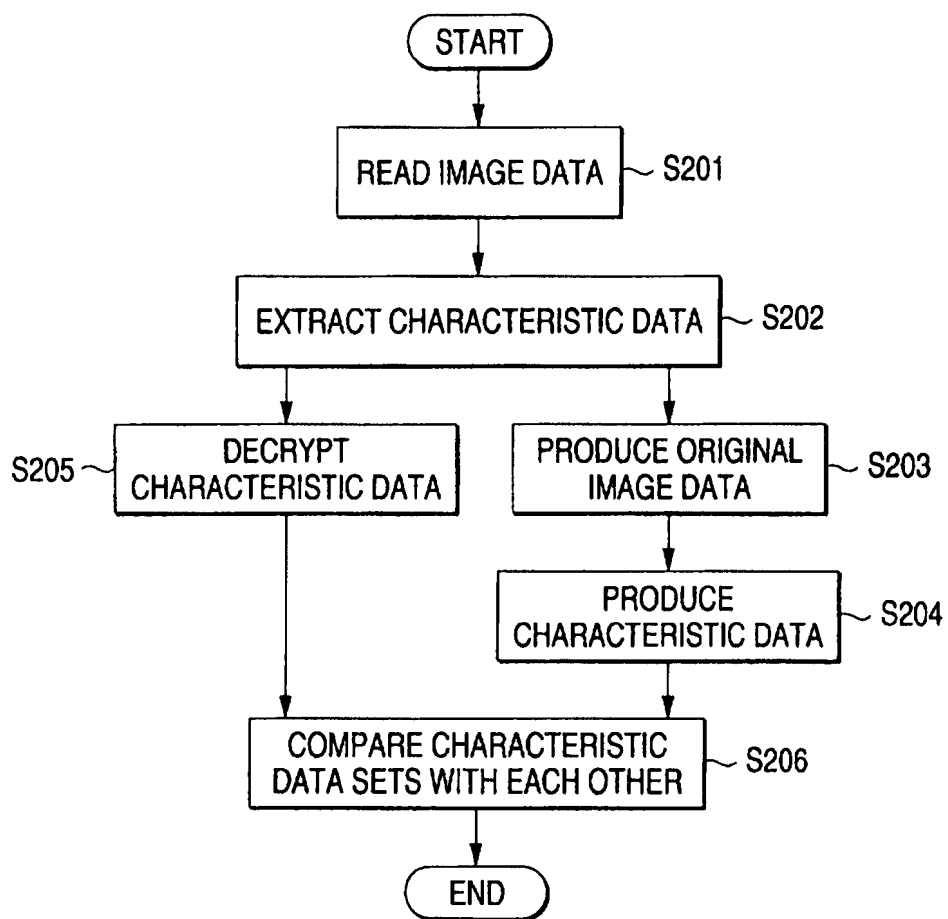 START
READ IMAGE DATA
S201
EXTRACT CHARACTERISTIC DATA
S202
S205
DECRYPT
CHARACTERISTIC DATA
PRODUCE ORIGINAL
IMAGE DATA
S203
PRODUCE
CHARACTERISTIC DATA
S204
COMPARE CHARACTERISTIC
DATA SETS WITH EACH OTHER
S206
END